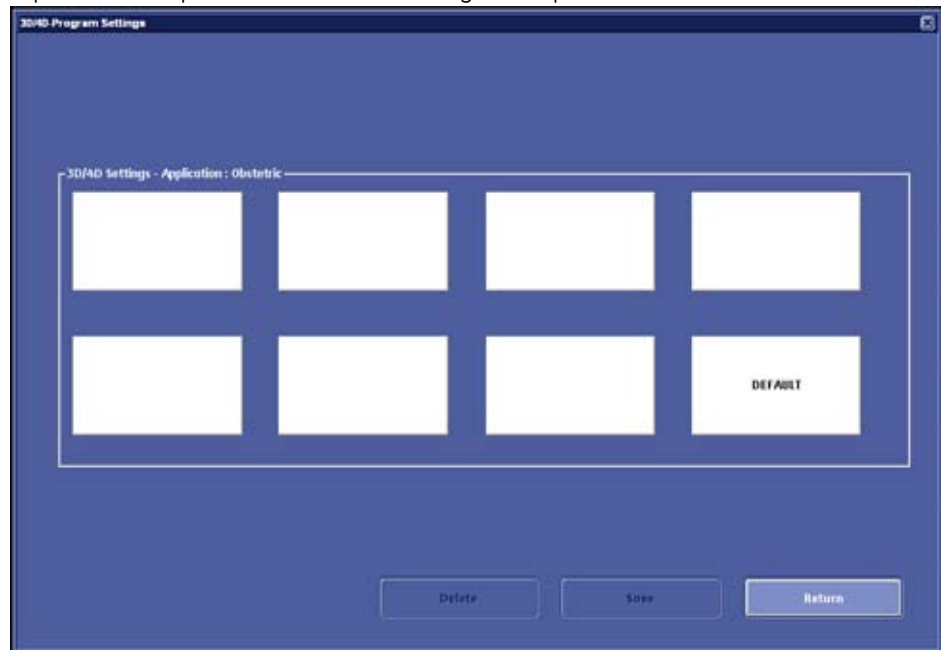 3D/4D-Program Settings
3D/4D Settings - Application : Obstetric
DEFAULT
Delete
Save
Return